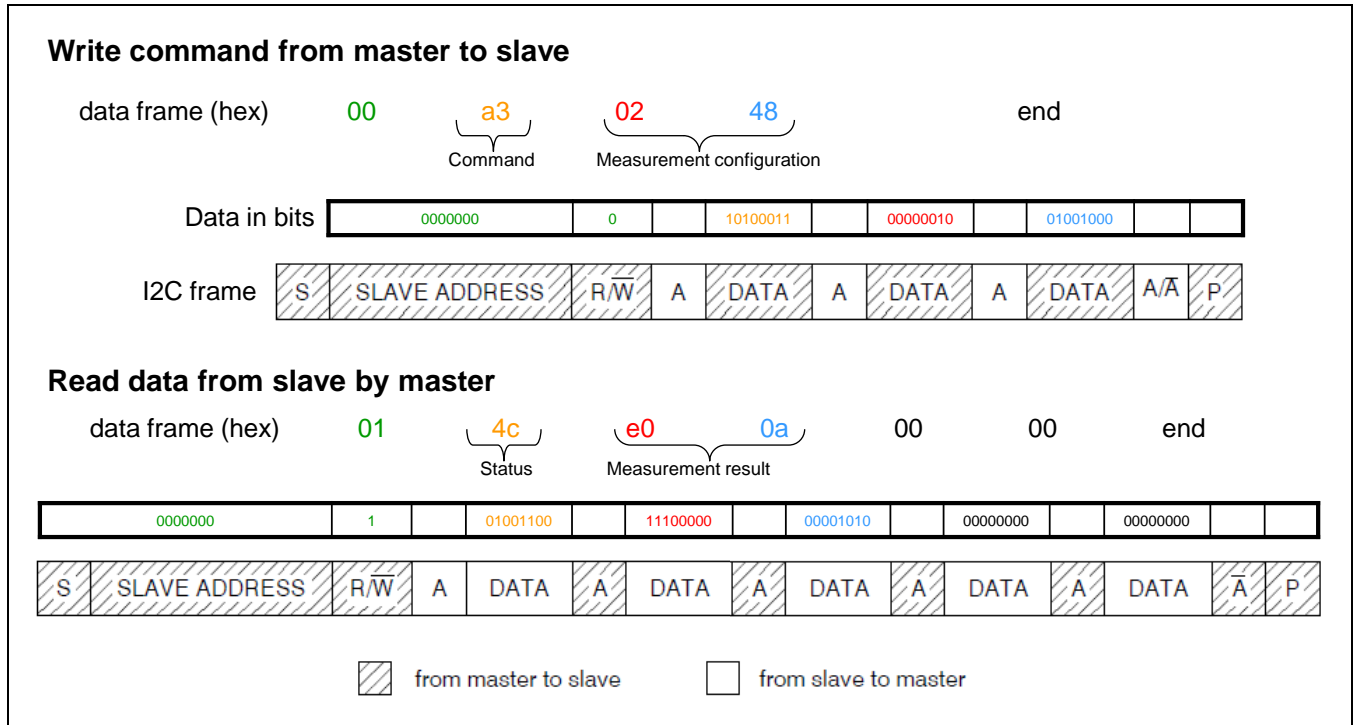 Write command from master to slave
data frame (hex) 00 a3 02 48 end
Command Measurement configuration
Data in bits 0000000 0 10100011 00000010 01001000
I2C frame S SLAVE ADDRESS R/W̅ A DATA A DATA A DATA A/A̅ P
Read data from slave by master
data frame (hex) 01 4c e0 0a 00 00 end
Status Measurement result
0000000 1 01001100 11100000 00001010 00000000 00000000
S SLAVE ADDRESS R/W̅ A DATA A DATA A DATA A DATA A DATA A̅ P
from master to slave from slave to master